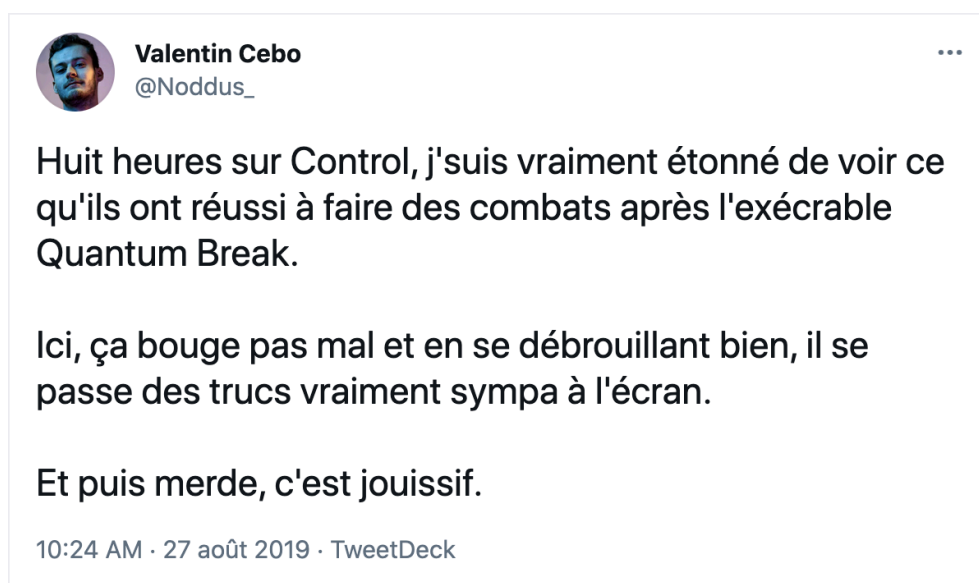 Valentin Cebo
@Noddus_
Huit heures sur Control, j'suis vraiment étonné de voir ce
qu'ils ont réussi à faire des combats après l'exécrable
Quantum Break.
Ici, ça bouge pas mal et en se débrouillant bien, il se
passe des trucs vraiment sympa à l'écran.
Et puis merde, c'est jouissif.
10:24 AM · 27 août 2019 · TweetDeck